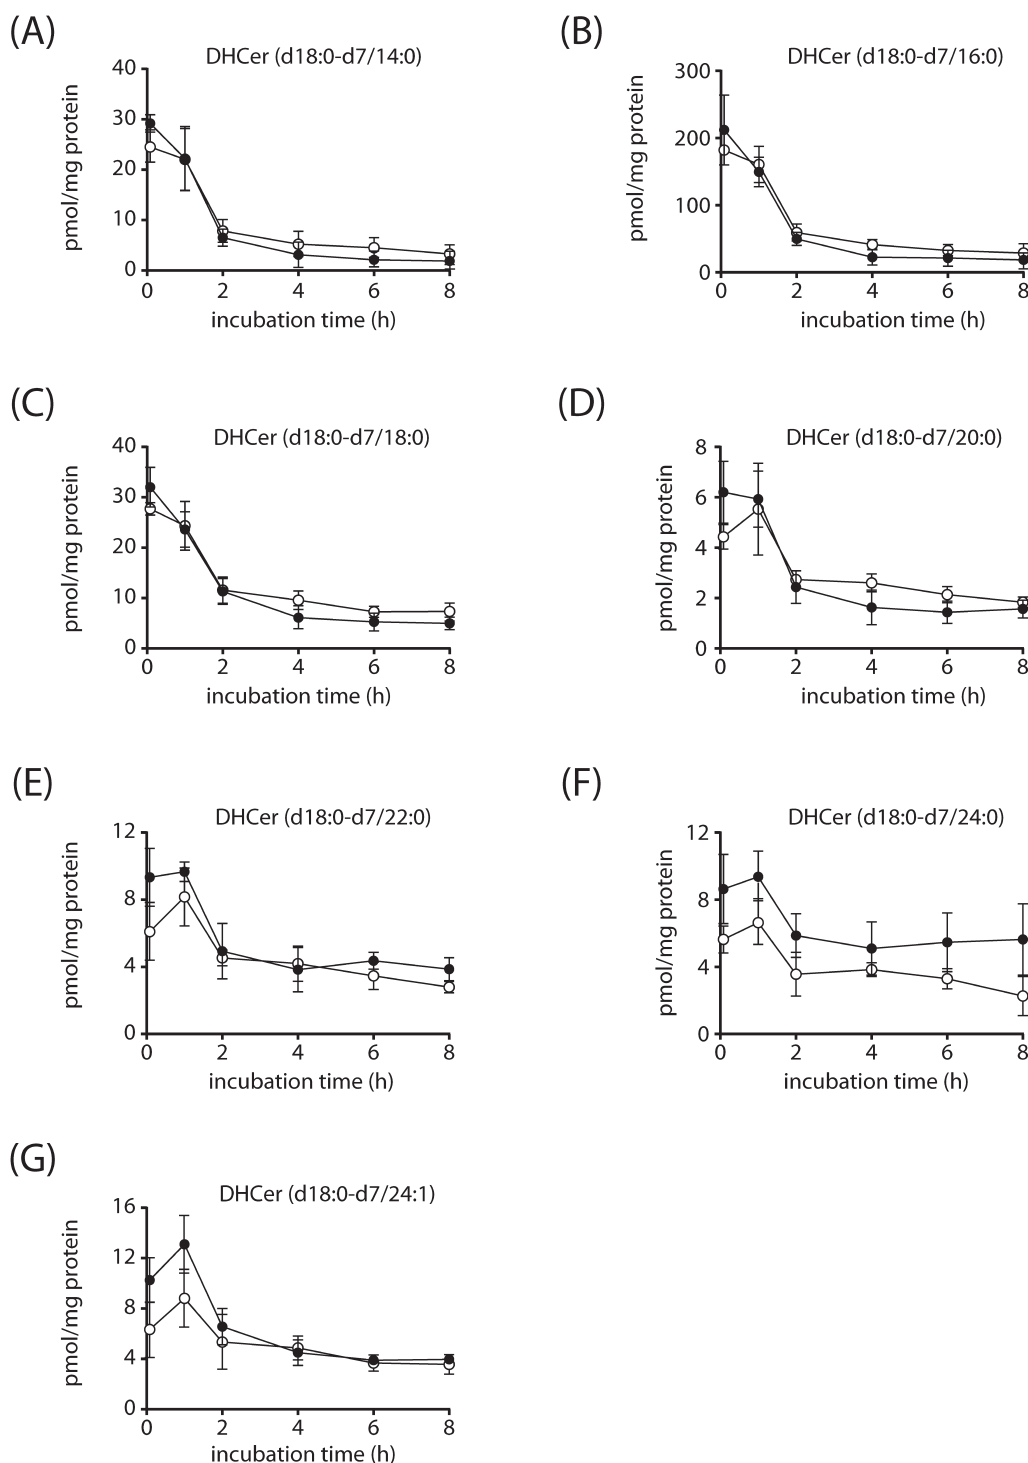 (A)
DHCer (d18:0-d7/14:0)
pmol/mg protein
40
30
20
10
0
0 2 4 6 8
incubation time (h)
(B)
DHCer (d18:0-d7/16:0)
pmol/mg protein
300
200
100
0
0 2 4 6 8
incubation time (h)
(C)
DHCer (d18:0-d7/18:0)
pmol/mg protein
40
30
20
10
0
0 2 4 6 8
incubation time (h)
(D)
DHCer (d18:0-d7/20:0)
pmol/mg protein
8
6
4
2
0
0 2 4 6 8
incubation time (h)
(E)
DHCer (d18:0-d7/22:0)
pmol/mg protein
12
8
4
0
0 2 4 6 8
incubation time (h)
(F)
DHCer (d18:0-d7/24:0)
pmol/mg protein
12
8
4
0
0 2 4 6 8
incubation time (h)
(G)
DHCer (d18:0-d7/24:1)
pmol/mg protein
16
12
8
4
0
0 2 4 6 8
incubation time (h)